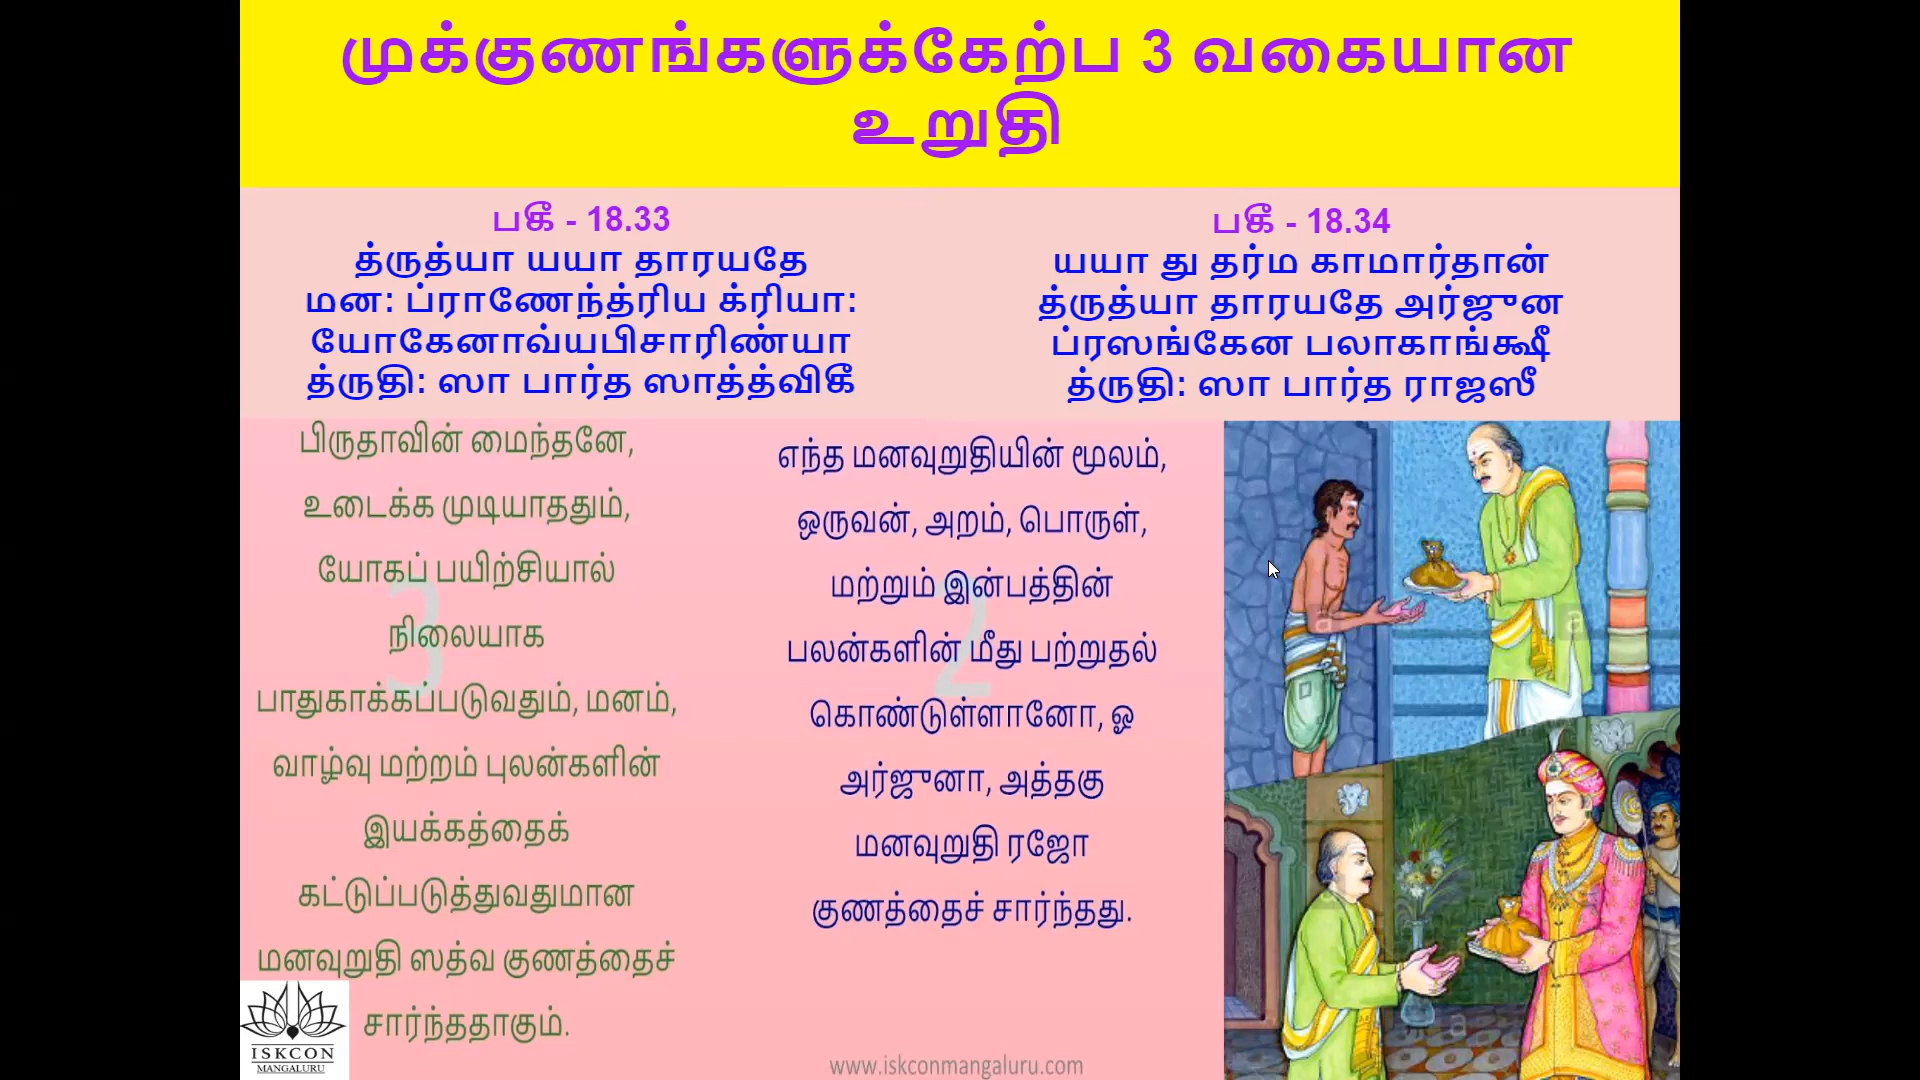 முக்குணங்களுக்கேற்ப 3 வகையான
உறுதி
பகீ - 18.33
த்ருத்யா யயா தாரயதே
மன: ப்ராணேந்த்ரிய க்ரியா:
யோகேனாவ்யபிசாரிண்யா
த்ருதி: ஸா பார்த ஸாத்த்விகீ
பகீ - 18.34
யயா து தர்ம காமார்தான்
த்ருத்யா தாரயதே அர்ஜுன
ப்ரஸங்கேன பலாகாங்க்ஷீ
த்ருதி: ஸா பார்த ராஜஸீ
பிருதாவின் மைந்தனே,
உடைக்க முடியாததும்,
யோகப் பயிற்சியால்
நிலையாக
பாதுகாக்கப்படுவதும், மனம்,
வாழ்வு மற்றம் புலன்களின்
இயக்கத்தைக்
கட்டுப்படுத்துவதுமான
மனவுறுதி ஸத்வ குணத்தைச்
சார்ந்ததாகும்.
எந்த மனவுறுதியின் மூலம்,
ஒருவன், அறம், பொருள்,
மற்றும் இன்பத்தின்
பலன்களின் மீது பற்றுதல்
கொண்டுள்ளானோ, ஓ
அர்ஜுனா, அத்தகு
மனவுறுதி ரஜோ
குணத்தைச் சார்ந்தது.
3
2
a
a
a
ISKCON
MANGALURU
www.iskconmangaluru.com